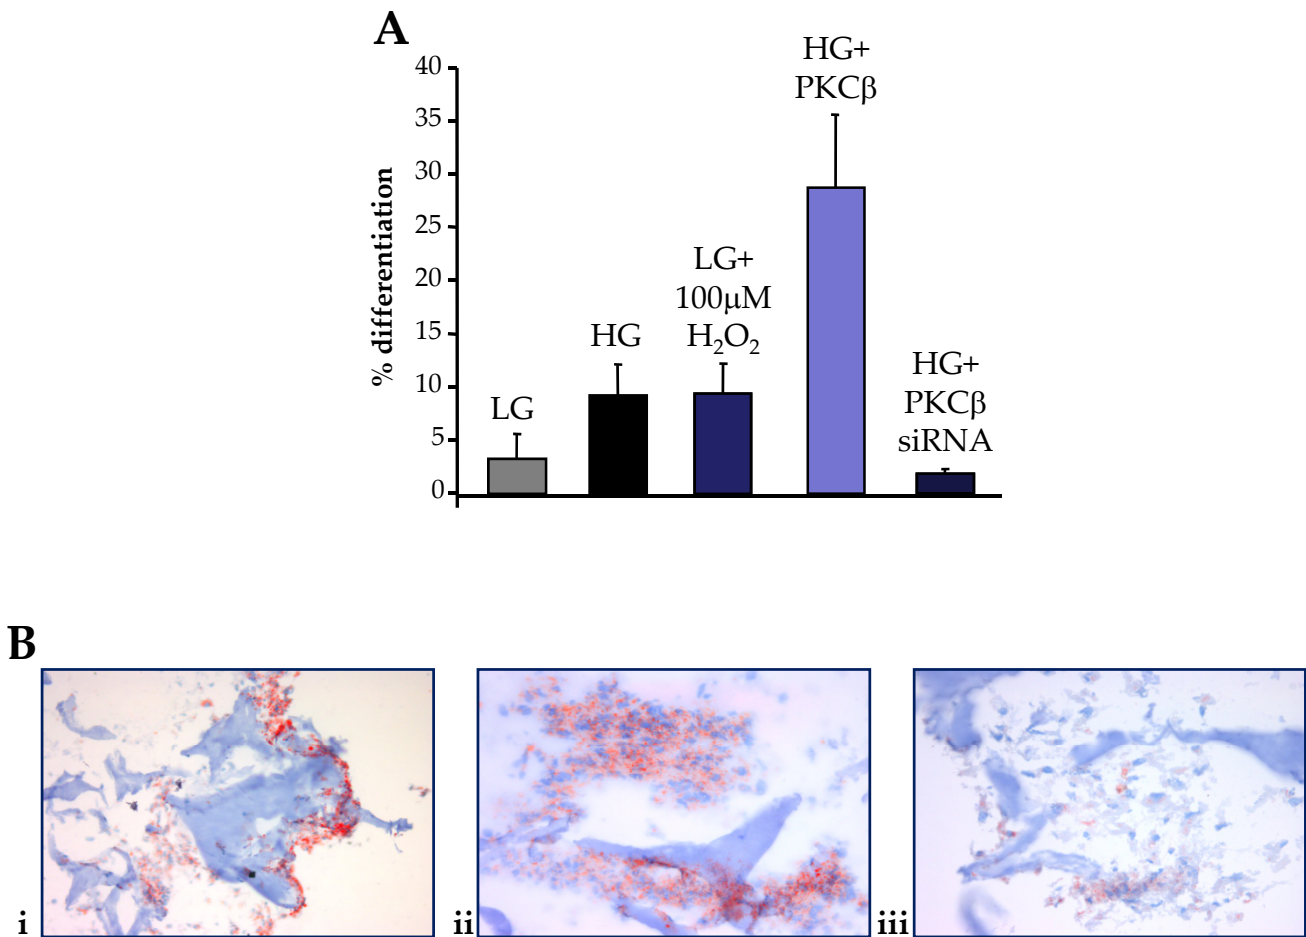 A
% differentiation
40
35
30
25
20
15
10
5
0
LG
HG
LG+
100μM
H₂O₂
HG+
PKCβ
HG+
PKCβ
siRNA
B
i
ii
iii